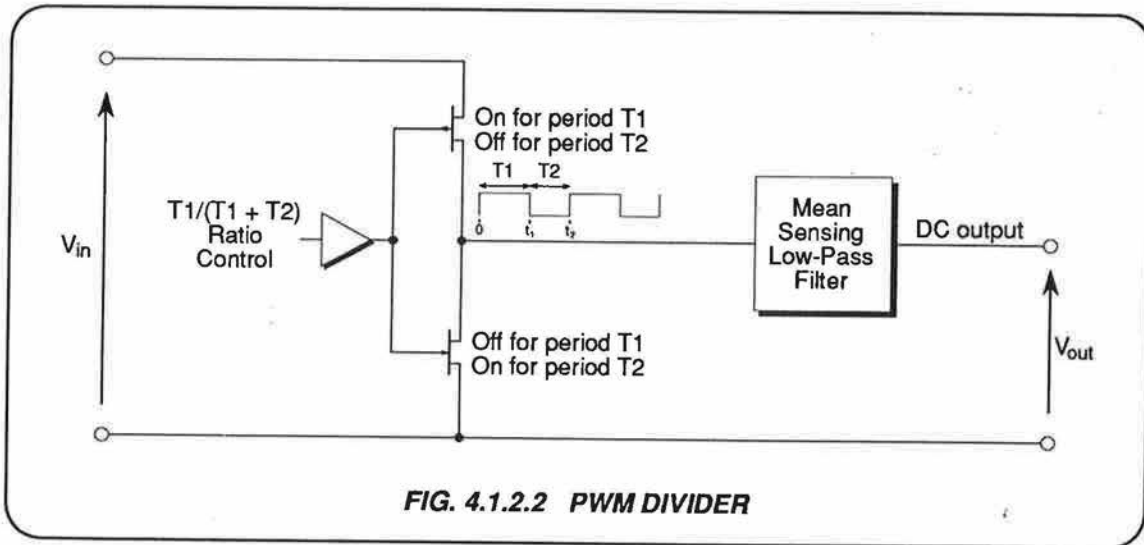 On for period T1
Off for period T2
T1 T2
T1/(T1 + T2)
Ratio
Control
Vin
0 t1 t2
Mean
Sensing
Low-Pass
Filter
DC output
Off for period T1
On for period T2
Vout
FIG. 4.1.2.2 PWM DIVIDER